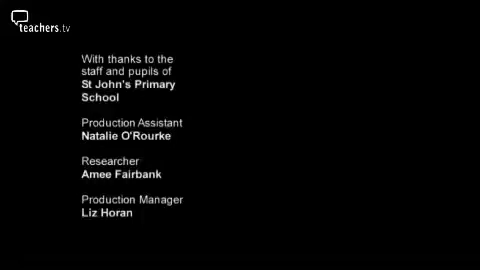 teachers.tv
With thanks to the
staff and pupils of
St John's Primary
School
Production Assistant
Natalie O'Rourke
Researcher
Amee Fairbank
Production Manager
Liz Horan